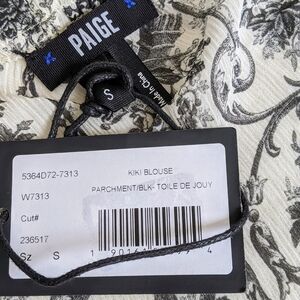 PAIGE
S
Made in China
5364D72-7313
KIKI BLOUSE
W7313
PARCHMENT/BLK- TOILE DE JOUY
Cut#
236517
Sz S